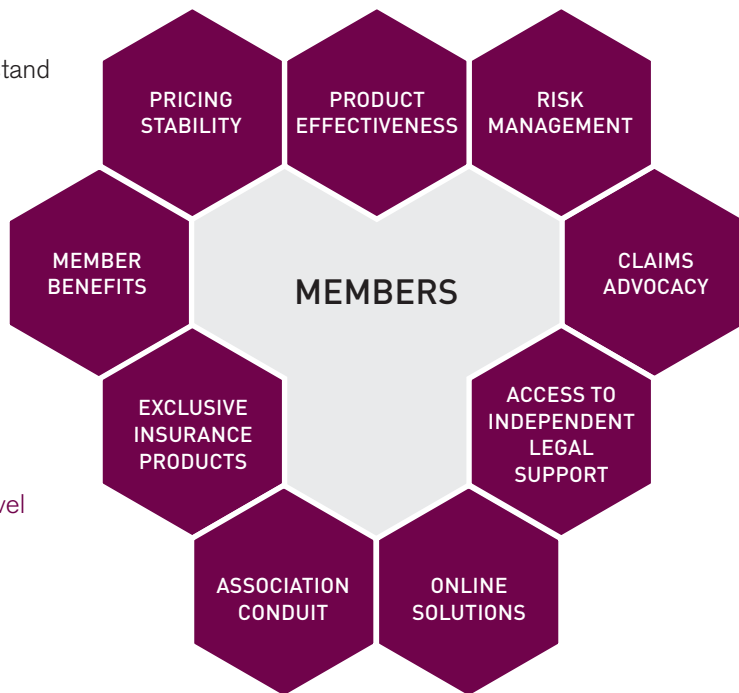 tand
PRICING
STABILITY
PRODUCT
EFFECTIVENESS
RISK
MANAGEMENT
MEMBER
BENEFITS
MEMBERS
CLAIMS
ADVOCACY
EXCLUSIVE
INSURANCE
PRODUCTS
ACCESS TO
INDEPENDENT
LEGAL
SUPPORT
vel
ASSOCIATION
CONDUIT
ONLINE
SOLUTIONS